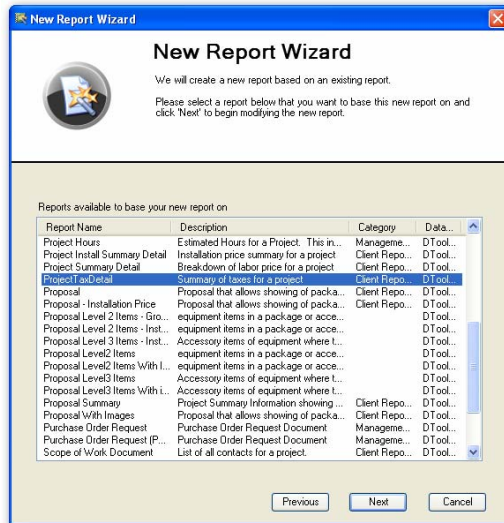 New Report Wizard
New Report Wizard
We will create a new report based on an existing report.
Please select a report below that you want to base this new report on and
click 'Next' to begin modifying the new report.
Reports available to base your new report on
Report Name Description Category Data...
Project Hours Estimated Hours for a Project. This in... Manageme... DTool...
Project Install Summary Detail Installation price summary for a project Client Repo... DTool...
Project Summary Detail Breakdown of labor price for a project Client Repo... DTool...
ProjectTaxDetail Summary of taxes for a project Client Repo... DTool...
Proposal Proposal that allows showing of packa... Client Repo... DTool...
Proposal - Installation Price Proposal that allows showing of packa... Client Repo... DTool...
Proposal Level 2 Items - Gro... equipment items in a package or acce... DTool...
Proposal Level 2 Items - Inst... equipment items in a package or acce... DTool...
Proposal Level 3 Items - Inst... Accessory items of equipment where t... DTool...
Proposal Level2 Items equipment items in a package or acce... DTool...
Proposal Level2 Items With I... equipment items in a package or acce... DTool...
Proposal Level3 Items Accessory items of equipment where t... DTool...
Proposal Level3 Items With i... Accessory items of equipment where t... DTool...
Proposal Summary Project Summary Information showing ... Client Repo... DTool...
Proposal With Images Proposal that allows showing of packa... Client Repo... DTool...
Purchase Order Request Purchase Order Request Document Manageme... DTool...
Purchase Order Request (P... Purchase Order Request Document Manageme... DTool...
Scope of Work Document List of all contacts for a project. Client Repo... DTool...
Previous Next Cancel